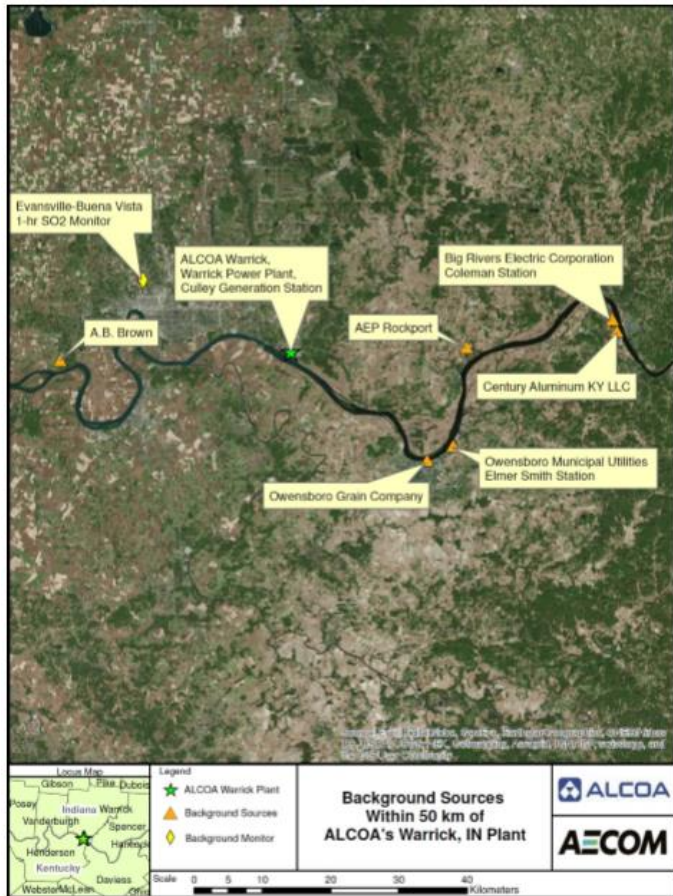 Evansville-Buena Vista
1-hr SO2 Monitor
ALCOA Warrick,
Warrick Power Plant,
Culley Generation Station
Big Rivers Electric Corporation
Coleman Station
A.B. Brown
AEP Rockport
Century Aluminum KY LLC
Owensboro Municipal Utilities
Elmer Smith Station
Owensboro Grain Company
Locus Map
Gibson
Pike
Dubois
Posey
Indiana
Warrick
Vanderburgh
Spencer
Henderson
Kentucky
Daviess
Webster
McLean
Legend
ALCOA Warrick Plant
Background Sources
Background Monitor
Background Sources
Within 50 km of
ALCOA's Warrick, IN Plant
ALCOA
AECOM
Scale
0 5 10 20 30 40
Kilometers